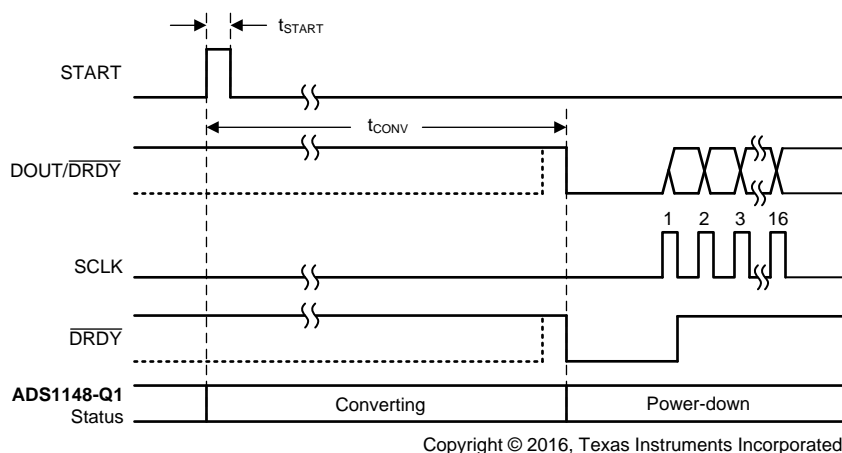 tSTART
START
tCONV
DOUT/DRDY
1 2 3 16
SCLK
DRDY
ADS1148-Q1
Status
Converting
Power-down
Copyright © 2016, Texas Instruments Incorporated